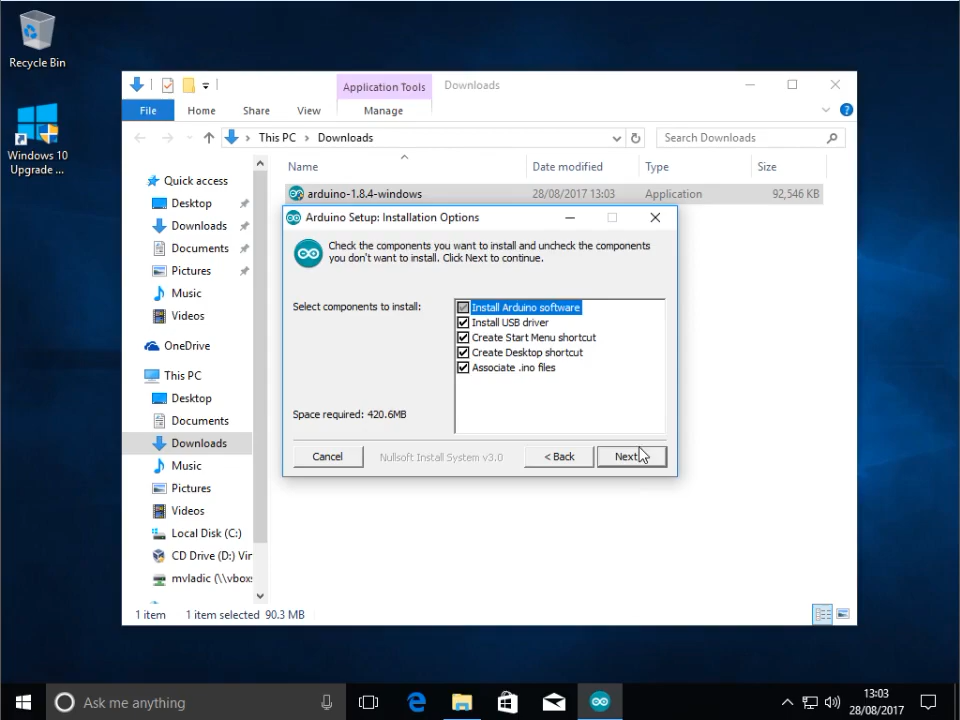 Recycle Bin
Windows 10
Upgrade ...
Application Tools
Downloads
File
Home
Share
View
Manage
This PC > Downloads
Search Downloads
Name
Date modified
Type
Size
arduino-1.8.4-windows
28/08/2017 13:03
Application
92,546 KB
Quick access
Desktop
Downloads
Documents
Pictures
Music
Videos
OneDrive
This PC
Desktop
Documents
Downloads
Music
Pictures
Videos
Local Disk (C:)
CD Drive (D:) Vir
mvladic (\\vbox
1 item
1 item selected 90.3 MB
Arduino Setup: Installation Options
Check the components you want to install and uncheck the components
you don't want to install. Click Next to continue.
Select components to install:
Install Arduino software
Install USB driver
Create Start Menu shortcut
Create Desktop shortcut
Associate .ino files
Space required: 420.6MB
Cancel
Nullsoft Install System v3.0
< Back
Next
Ask me anything
13:03
28/08/2017